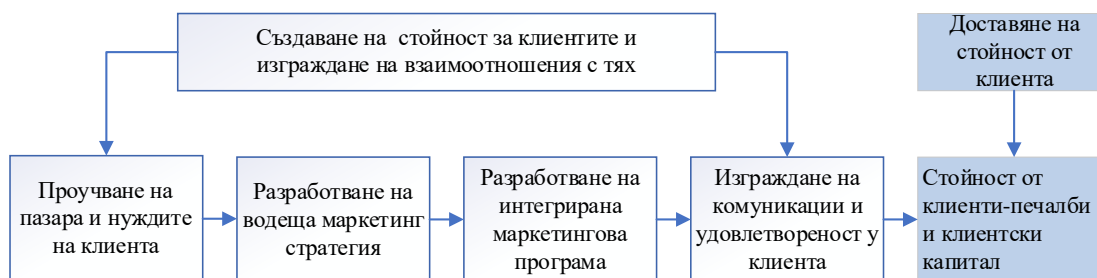 Създаване на стойност за клиентите и
изграждане на взаимоотношения с тях
Доставяне на
стойност от
клиента
Проучване на
пазара и нуждите
на клиента
Разработване на
водеща маркетинг
стратегия
Разработване на
интегрирана
маркетингова
програма
Изграждане на
комуникации и
удовлетвореност у
клиента
Стойност от
клиенти-печалби
и клиентски
капитал